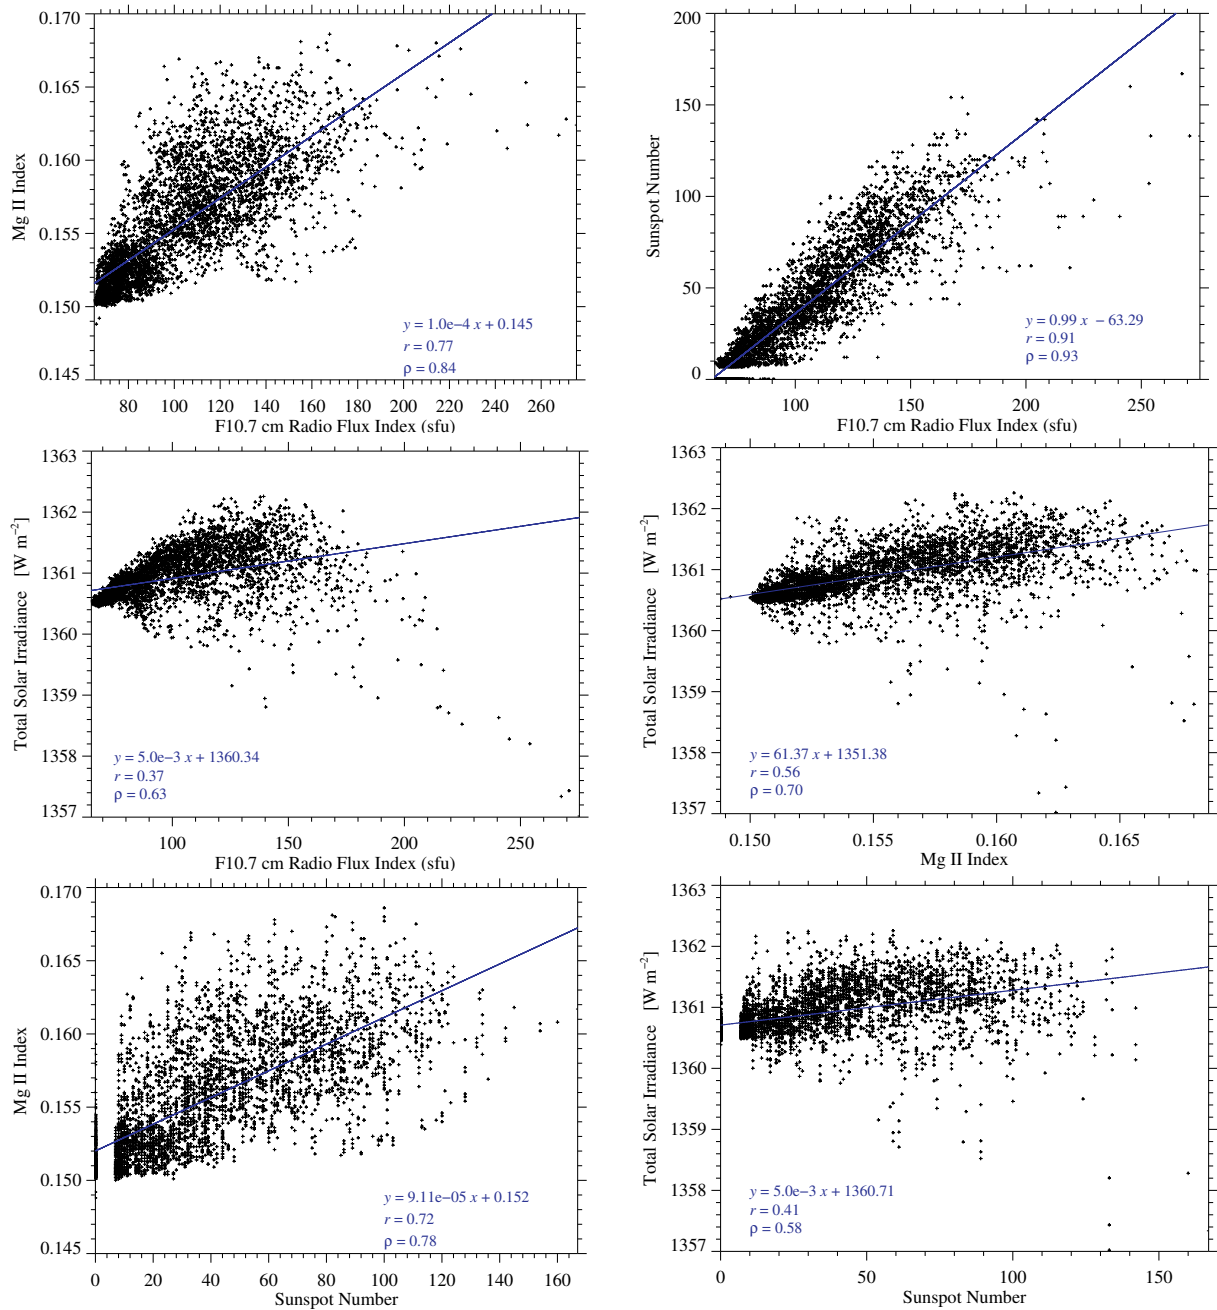 0.170
0.165
0.160
0.155
0.150
0.145
Mg II Index
y = 1.0e−4 x + 0.145
r = 0.77
ρ = 0.84
80 100 120 140 160 180 200 220 240 260
F10.7 cm Radio Flux Index (sfu)
200
150
100
50
0
Sunspot Number
y = 0.99 x − 63.29
r = 0.91
ρ = 0.93
100 150 200 250
F10.7 cm Radio Flux Index (sfu)
1363
1362
1361
1360
1359
1358
1357
Total Solar Irradiance [W m⁻²]
y = 5.0e−3 x + 1360.34
r = 0.37
ρ = 0.63
100 150 200 250
F10.7 cm Radio Flux Index (sfu)
1363
1362
1361
1360
1359
1358
1357
Total Solar Irradiance [W m⁻²]
y = 61.37 x + 1351.38
r = 0.56
ρ = 0.70
0.150 0.155 0.160 0.165
Mg II Index
0.170
0.165
0.160
0.155
0.150
0.145
Mg II Index
y = 9.11e−05 x + 0.152
r = 0.72
ρ = 0.78
0 20 40 60 80 100 120 140 160
Sunspot Number
1363
1362
1361
1360
1359
1358
1357
Total Solar Irradiance [W m⁻²]
y = 5.0e−3 x + 1360.71
r = 0.41
ρ = 0.58
0 50 100 150
Sunspot Number